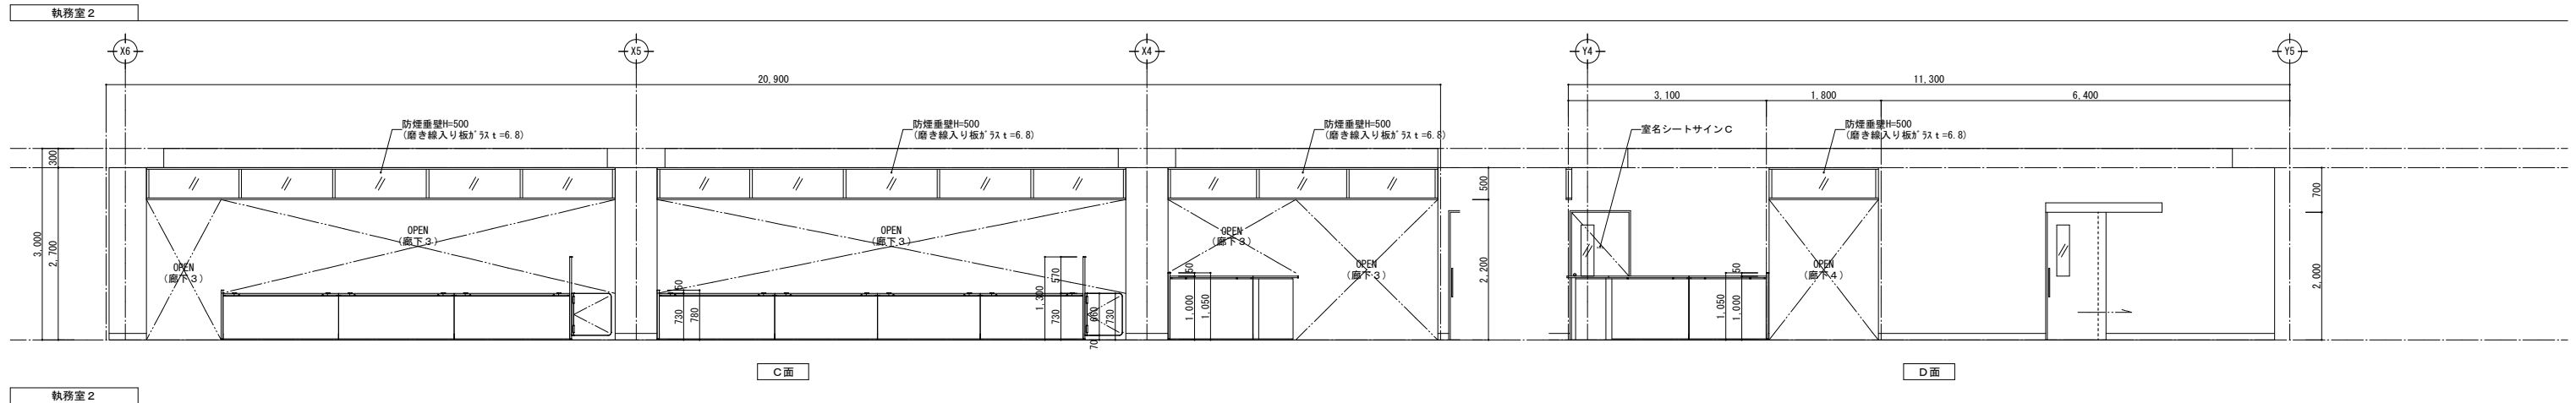 執務室２
X6
X5
X4
Y4
Y5
20,900
11,300
3,100
1,800
6,400
防煙垂壁H=500
(磨き線入り板ｶﾞﾗｽｔ=6.8)
防煙垂壁H=500
(磨き線入り板ｶﾞﾗｽｔ=6.8)
防煙垂壁H=500
(磨き線入り板ｶﾞﾗｽｔ=6.8)
室名シートサインＣ
防煙垂壁H=500
(磨き線入り板ｶﾞﾗｽｔ=6.8)
3,000
300
2,700
OPEN
(廊下３)
OPEN
(廊下３)
50
730
780
OPEN
(廊下３)
1,300
570
730
660
70
730
OPEN
(廊下３)
50
1,000
1,050
OPEN
(廊下３)
500
2,200
1,050
50
1,000
OPEN
(廊下４)
700
2,000
Ｃ面
Ｄ面
執務室２